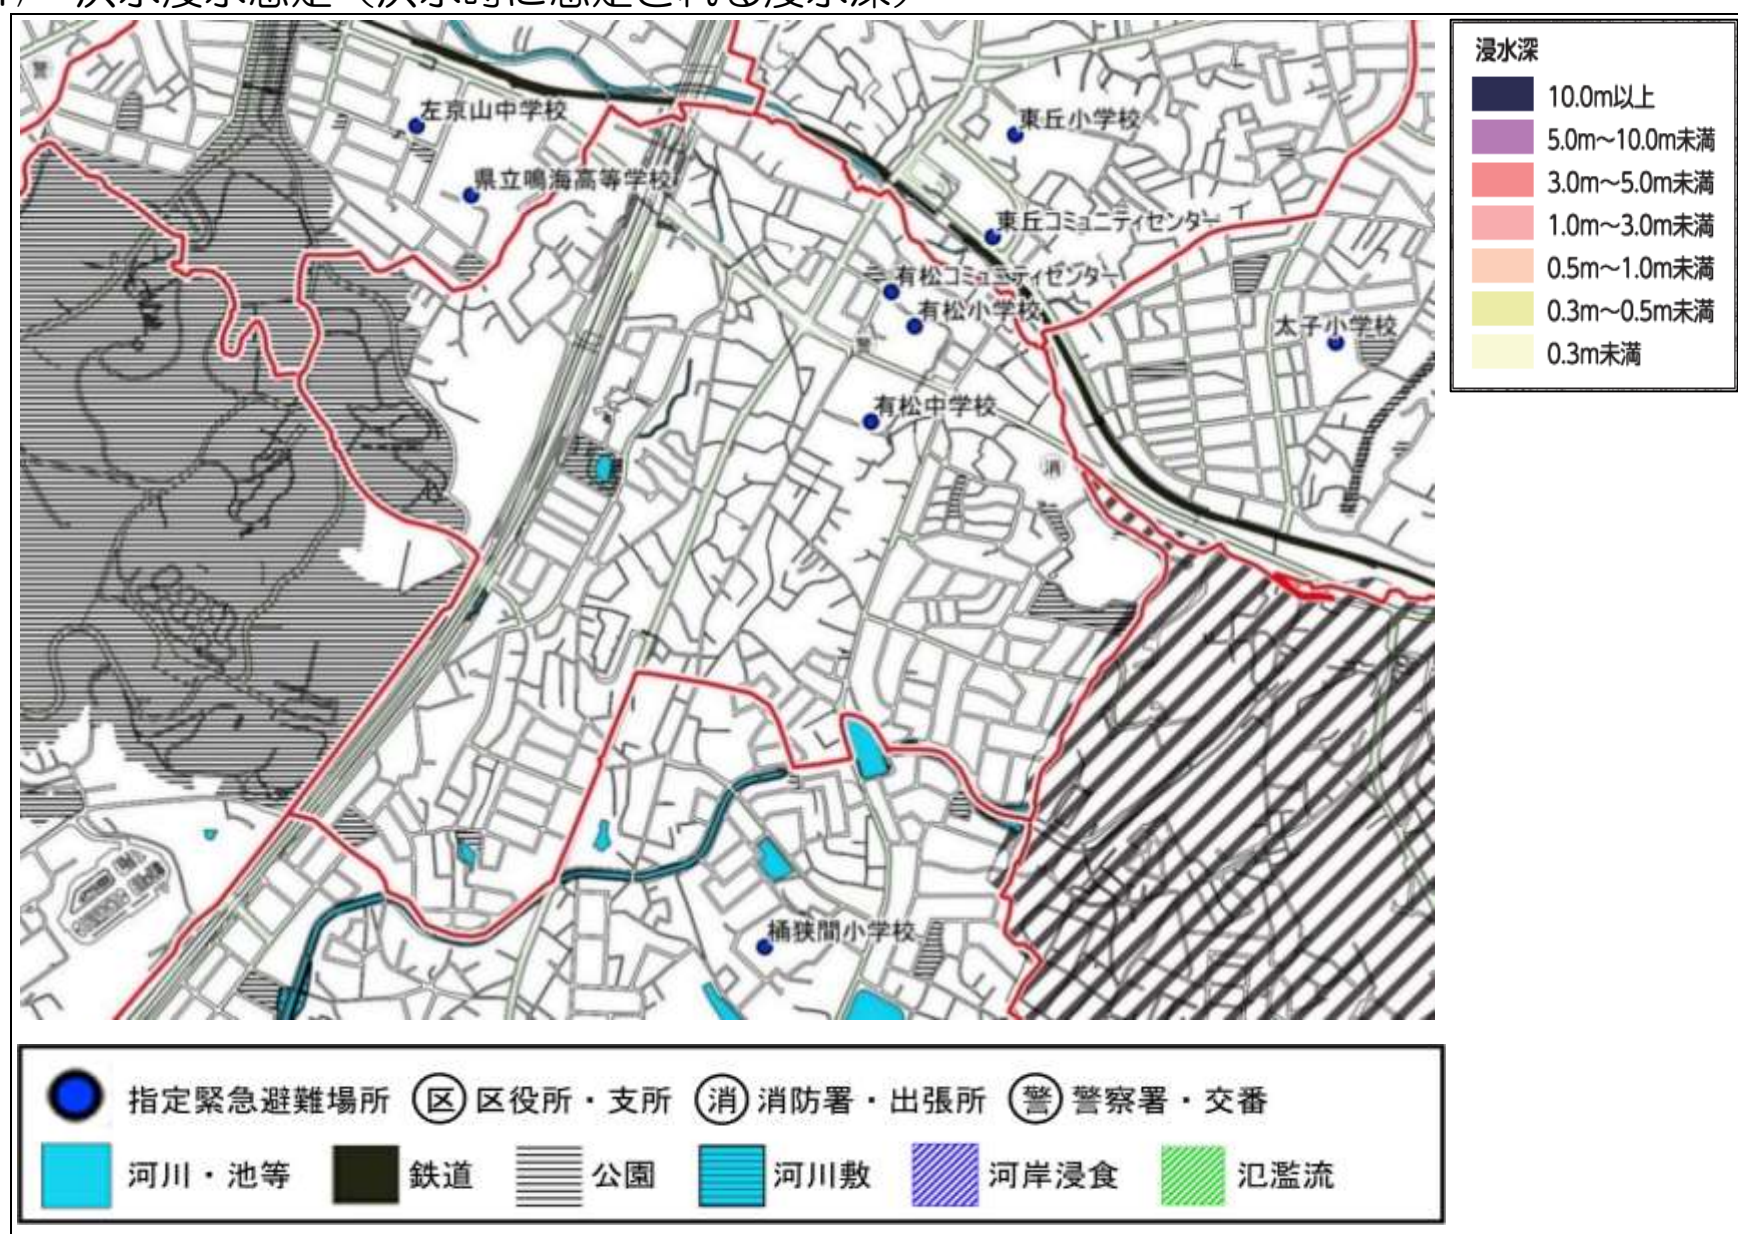 洪水浸水想定（洪水時に想定される浸水深）
浸水深
10.0m以上
5.0m～10.0m未満
3.0m～5.0m未満
1.0m～3.0m未満
0.5m～1.0m未満
0.3m～0.5m未満
0.3m未満
警
左京山中学校
東丘小学校
県立鳴海高等学校
東丘コミュニティセンター
有松コミュニティセンター
有松小学校
太子小学校
警
有松中学校
消
桶狭間小学校
指定緊急避難場所 区 区役所・支所 消 消防署・出張所 警 警察署・交番
河川・池等 鉄道 公園 河川敷 河岸浸食 氾濫流